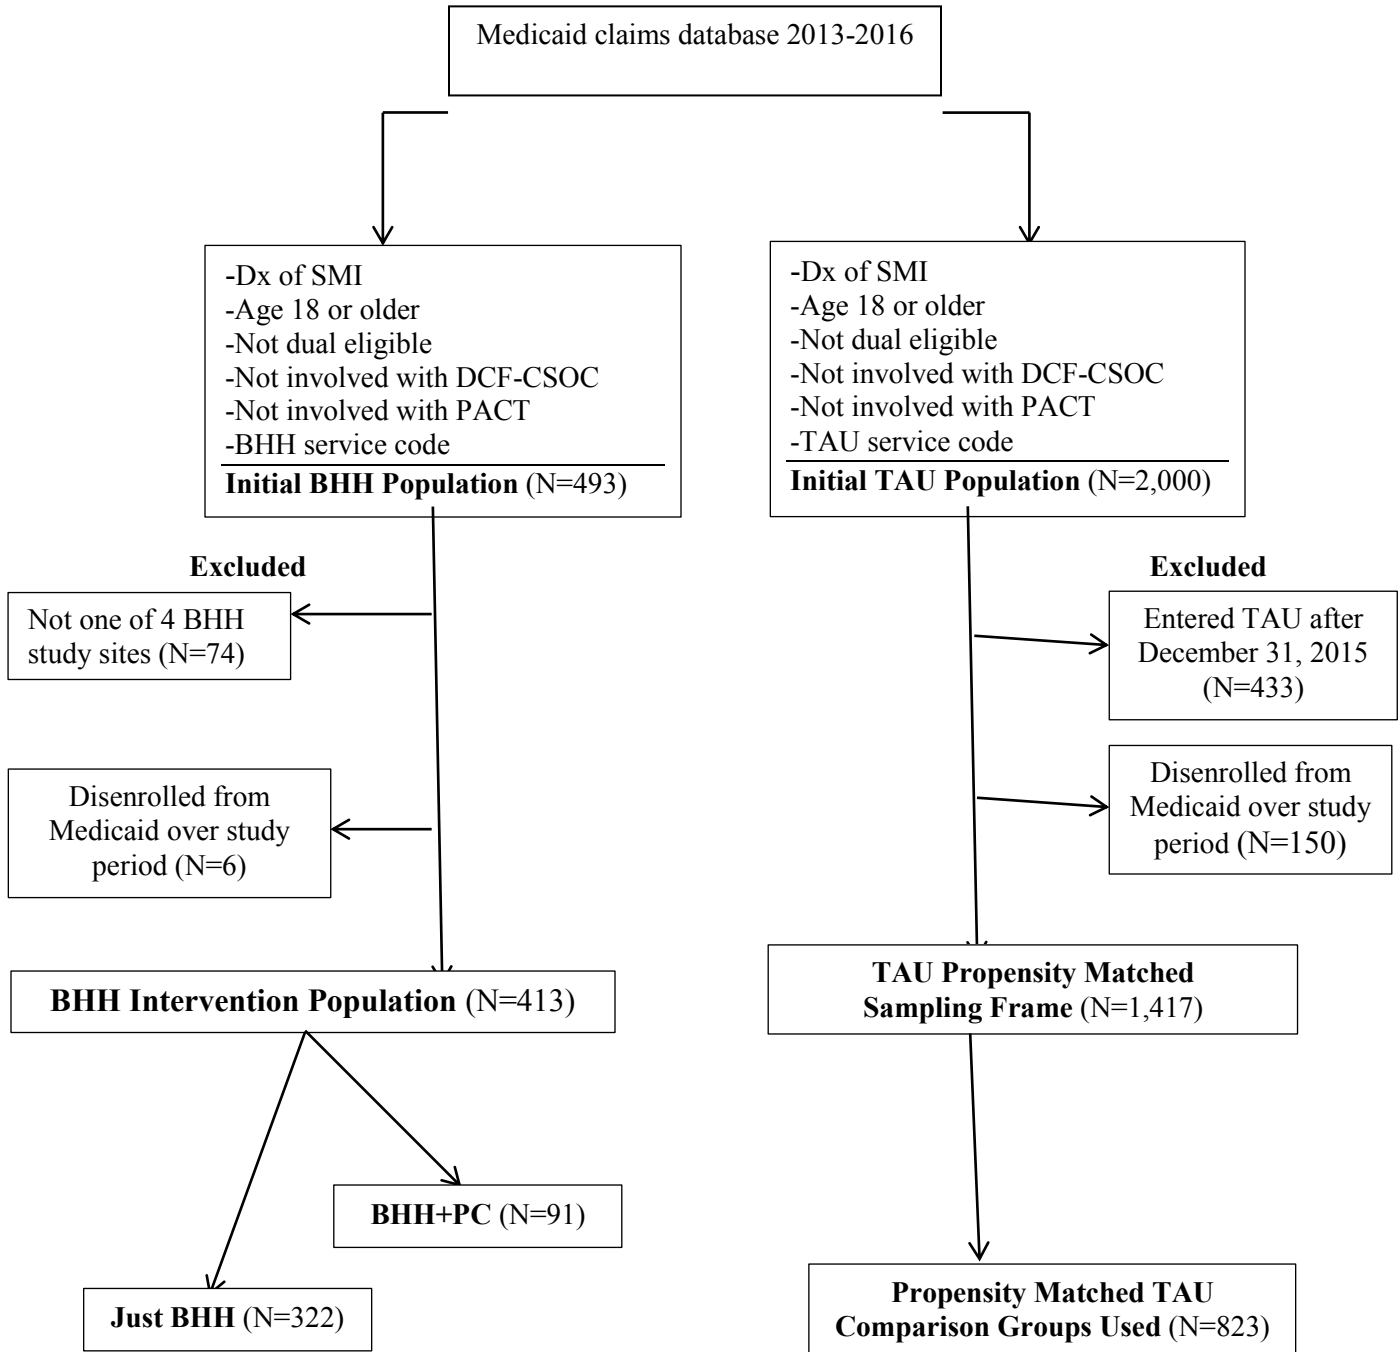 Medicaid claims database 2013-2016
-Dx of SMI
-Age 18 or older
-Not dual eligible
-Not involved with DCF-CSOC
-Not involved with PACT
-BHH service code
Initial BHH Population (N=493)
-Dx of SMI
-Age 18 or older
-Not dual eligible
-Not involved with DCF-CSOC
-Not involved with PACT
-TAU service code
Initial TAU Population (N=2,000)
Excluded
Not one of 4 BHH
study sites (N=74)
Excluded
Entered TAU after
December 31, 2015
(N=433)
Disenrolled from
Medicaid over study
period (N=6)
Disenrolled from
Medicaid over study
period (N=150)
BHH Intervention Population (N=413)
TAU Propensity Matched
Sampling Frame (N=1,417)
BHH+PC (N=91)
Just BHH (N=322)
Propensity Matched TAU
Comparison Groups Used (N=823)